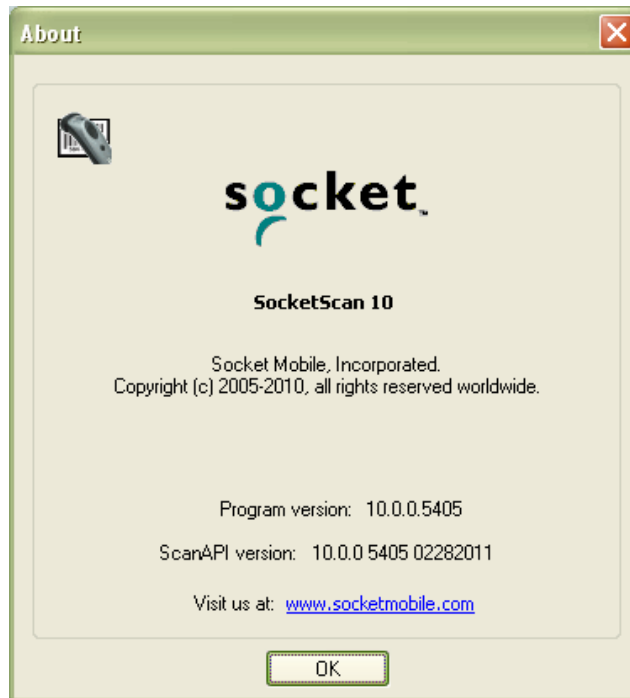 About
socket™
SocketScan 10
Socket Mobile, Incorporated.
Copyright (c) 2005-2010, all rights reserved worldwide.
Program version: 10.0.0.5405
ScanAPI version: 10.0.0 5405 02282011
Visit us at: www.socketmobile.com
OK